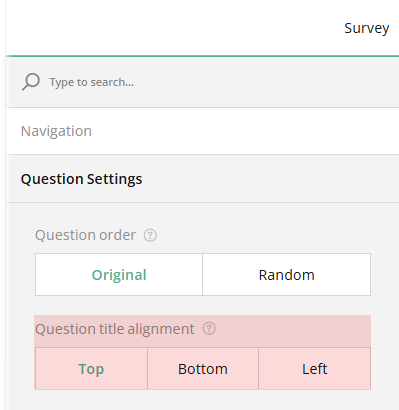 Survey
Type to search...
Navigation
Question Settings
Question order ?
Original Random
Question title alignment ?
Top Bottom Left